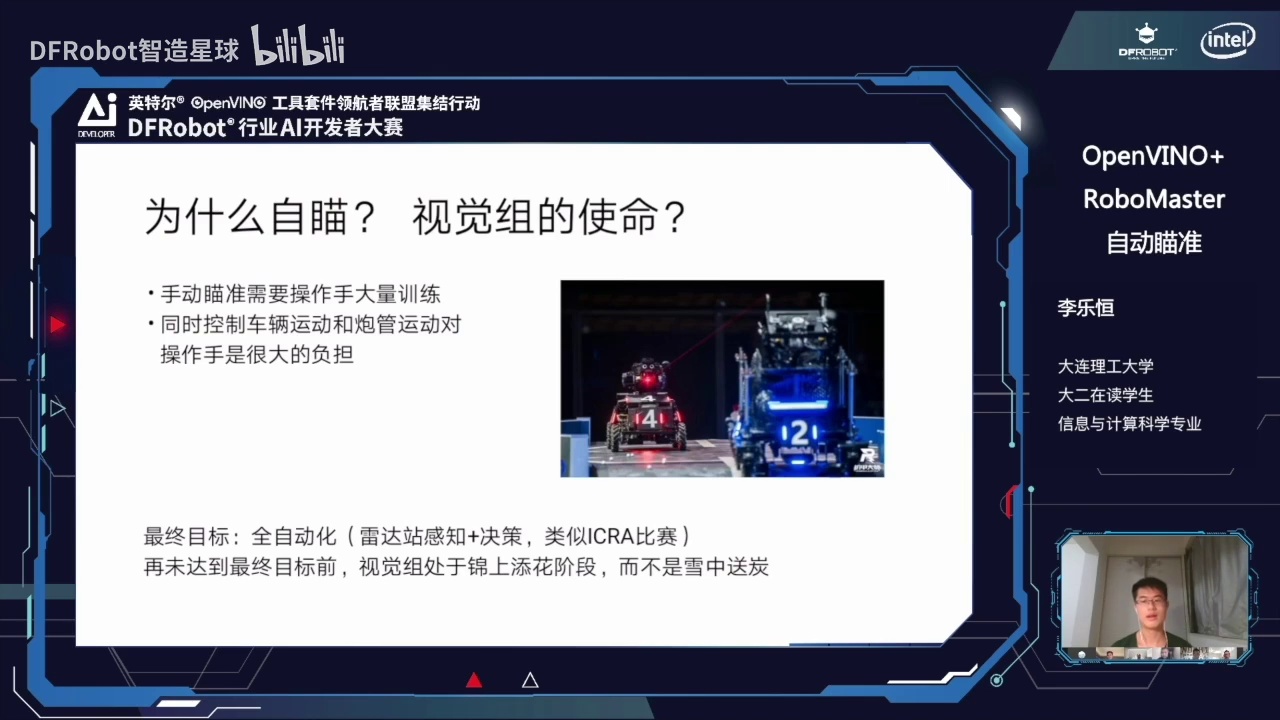 DFRobot智造星球 bilibili
DFROBOT
intel
DEVELOPER
英特尔® OpenVINO 工具套件领航者联盟集结行动
DFRobot® 行业AI开发者大赛
为什么自瞄? 视觉组的使命?
•手动瞄准需要操作手大量训练
•同时控制车辆运动和炮管运动对
操作手是很大的负担
4
2
机甲大师
最终目标:全自动化(雷达站感知+决策,类似ICRA比赛)
再未达到最终目标前,视觉组处于锦上添花阶段,而不是雪中送炭
OpenVINO+
RoboMaster
自动瞄准
李乐恒
大连理工大学
大二在读学生
信息与计算科学专业